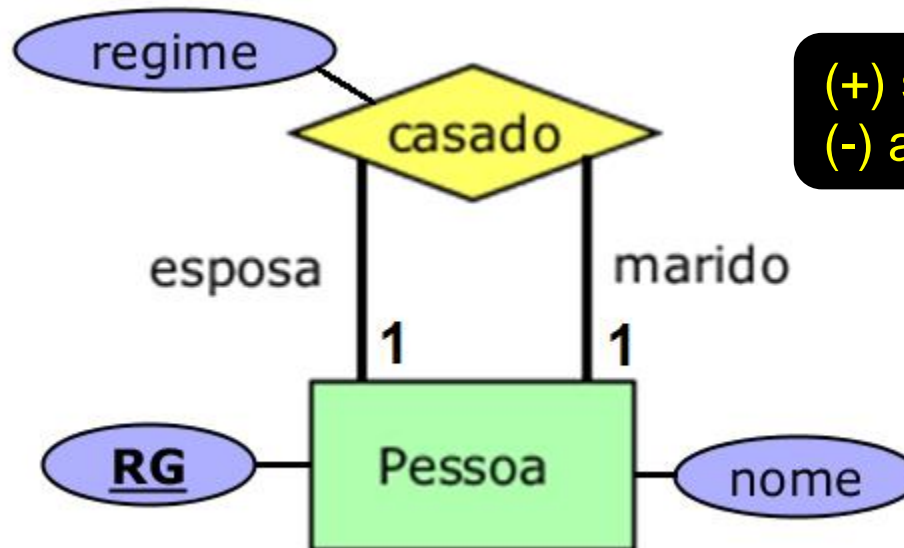 regime
casado
(+)
(-)
esposa
marido
1
1
RG
Pessoa
nome